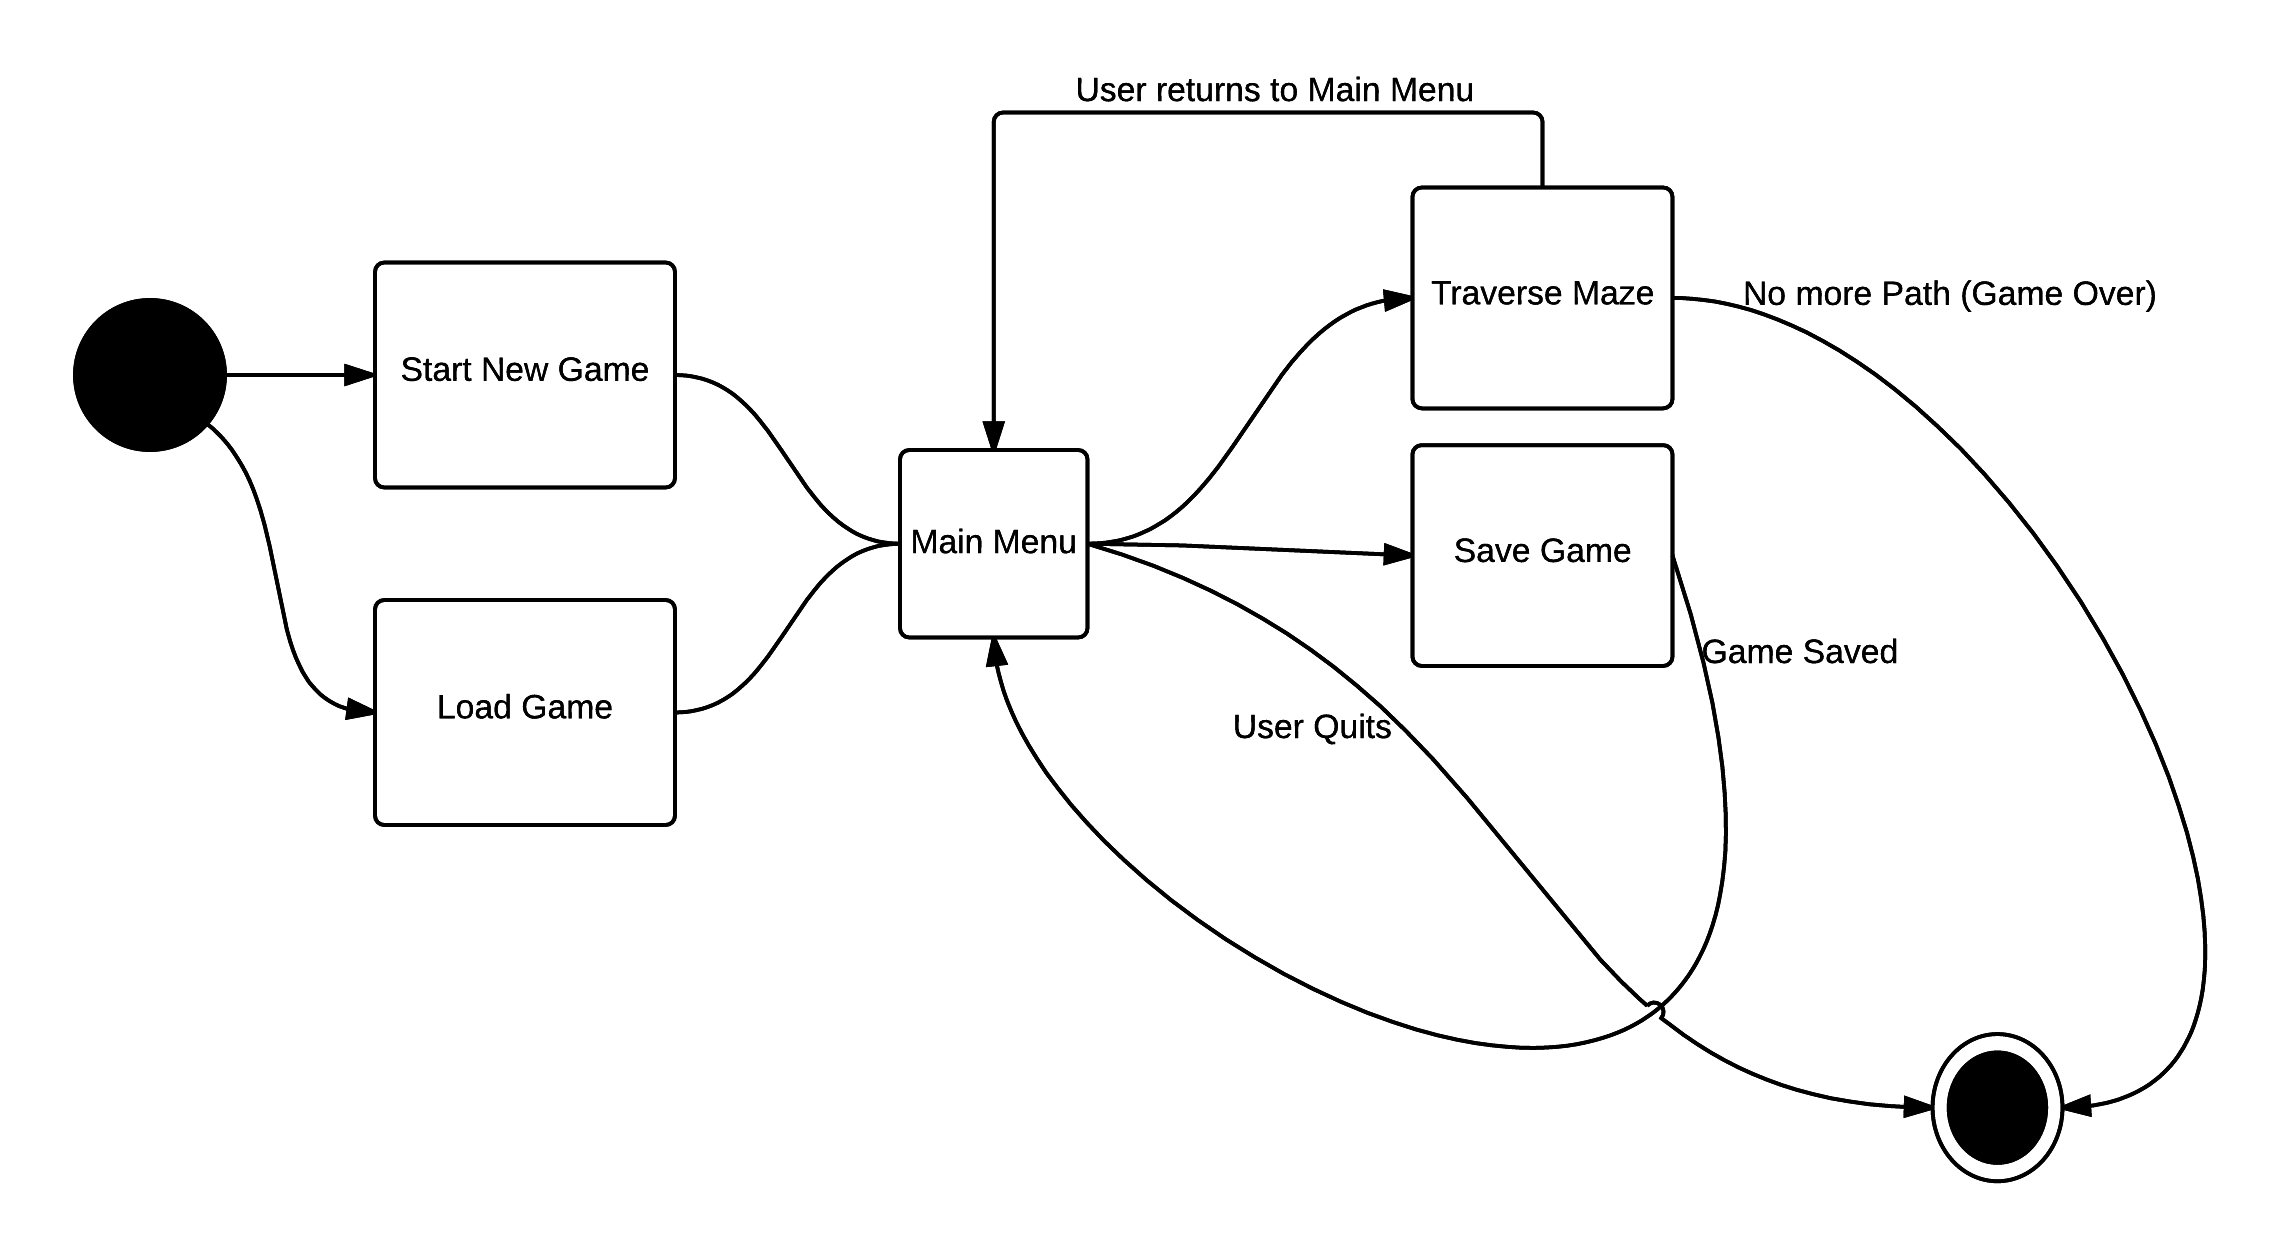 User returns to Main Menu
Traverse Maze
No more Path (Game Over)
Start New Game
Main Menu
Save Game
Game Saved
Load Game
User Quits